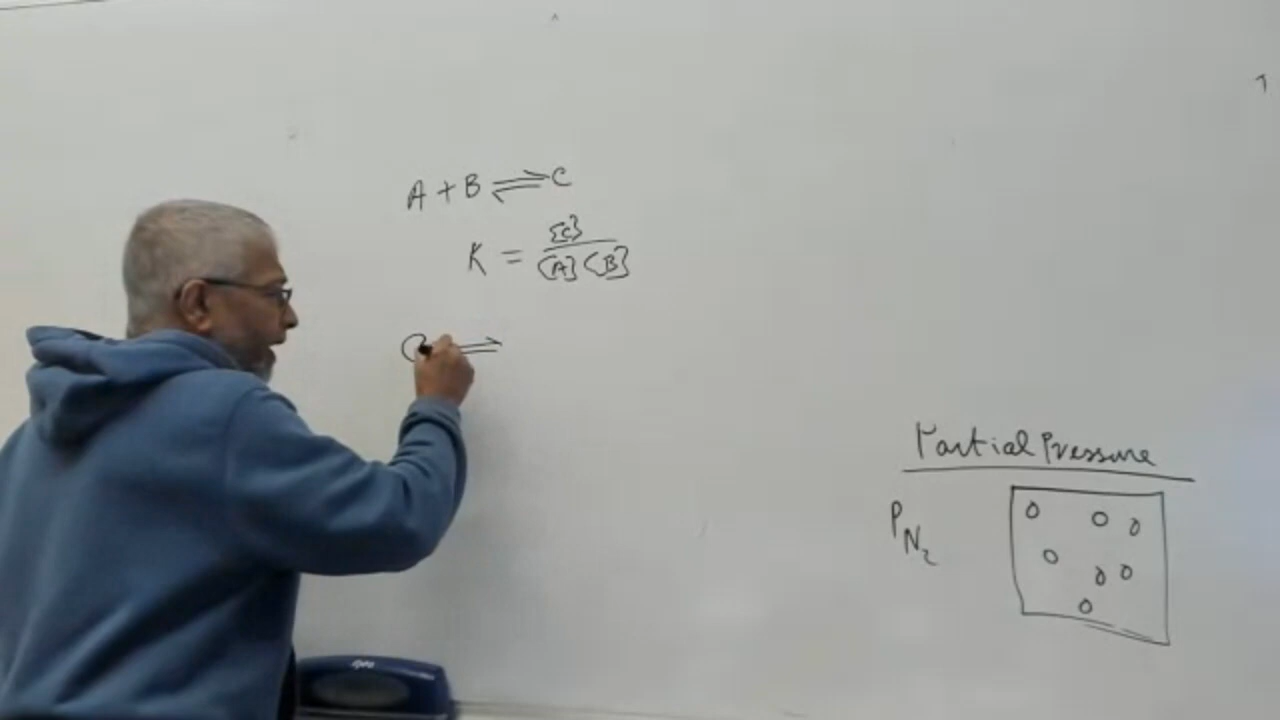 A + B ⇌ C
K = [C] / [A] [B]
C ⇌
Partial Pressure
P_N₂